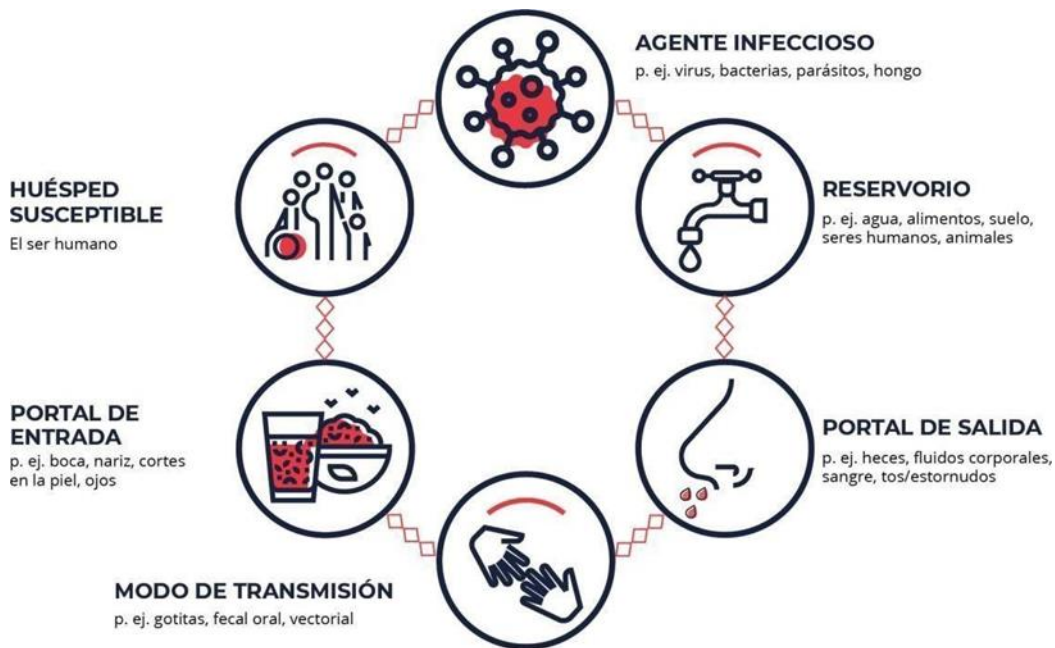 AGENTE INFECCIOSO
p. ej. virus, bacterias, parásitos, hongo
RESERVORIO
p. ej. agua, alimentos, suelo,
seres humanos, animales
PORTAL DE SALIDA
p. ej. heces, fluidos corporales,
sangre, tos/estornudos
MODO DE TRANSMISIÓN
p. ej. gotitas, fecal oral, vectorial
PORTAL DE
ENTRADA
p. ej. boca, nariz, cortes
en la piel, ojos
HUÉSPED
SUSCEPTIBLE
El ser humano